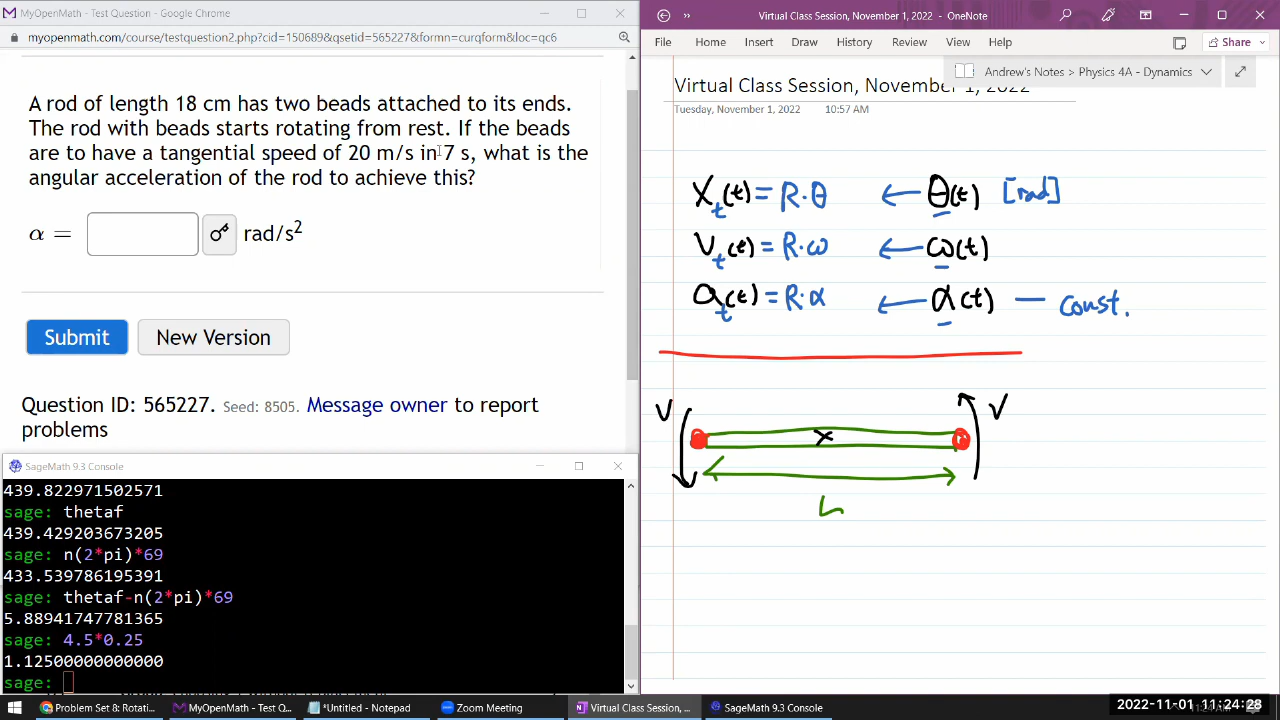 MyOpenMath - Test Question - Google Chrome
myopenmath.com/course/testquestion2.php?cid=150689&qsetid=565227&formn=curqform&loc=qc6
A rod of length 18 cm has two beads attached to its ends.
The rod with beads starts rotating from rest. If the beads
are to have a tangential speed of 20 m/s in 7 s, what is the
angular acceleration of the rod to achieve this?
α = rad/s²
Submit New Version
Question ID: 565227. Seed: 8505. Message owner to report
problems
SageMath 9.3 Console
439.822971502571
sage: thetaf
439.429203673205
sage: n(2*pi)*69
433.539786195391
sage: thetaf-n(2*pi)*69
5.88941747781365
sage: 4.5*0.25
1.12500000000000
sage:
Virtual Class Session, November 1, 2022 - OneNote
File Home Insert Draw History Review View Help Share
Andrew's Notes > Physics 4A - Dynamics
Virtual Class Session, November 1, 2022
Tuesday, November 1, 2022 10:57 AM
x_t(t) = R·θ ← θ(t) [rad]
v_t(t) = R·ω ← ω(t)
a_t(t) = R·α ← α(t) — const.
v v
x
L
Problem Set 8: Rotati... MyOpenMath - Test Q... *Untitled - Notepad Zoom Meeting Virtual Class Session,... SageMath 9.3 Console
2022-11-01 11:24:28